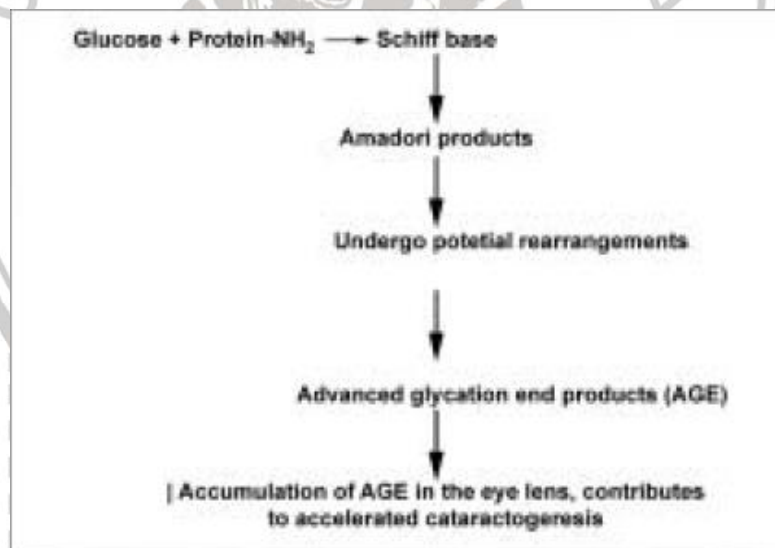 Glucose + Protein-NH₂ → Schiff base
Amadori products
Undergo potetial rearrangements
Advanced glycation end products (AGE)
| Accumulation of AGE in the eye lens, contributes
to accelerated cataractogeresis